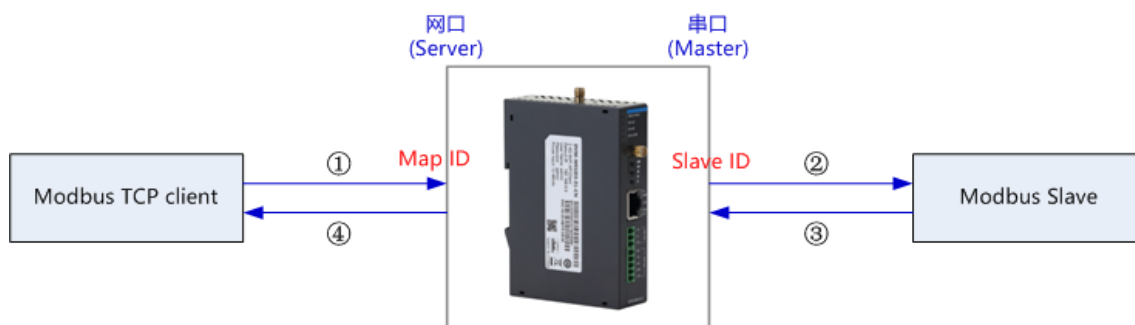 网口
(Server)
串口
(Master)
Modbus TCP client
①
④
Map ID
Slave ID
②
③
Modbus Slave